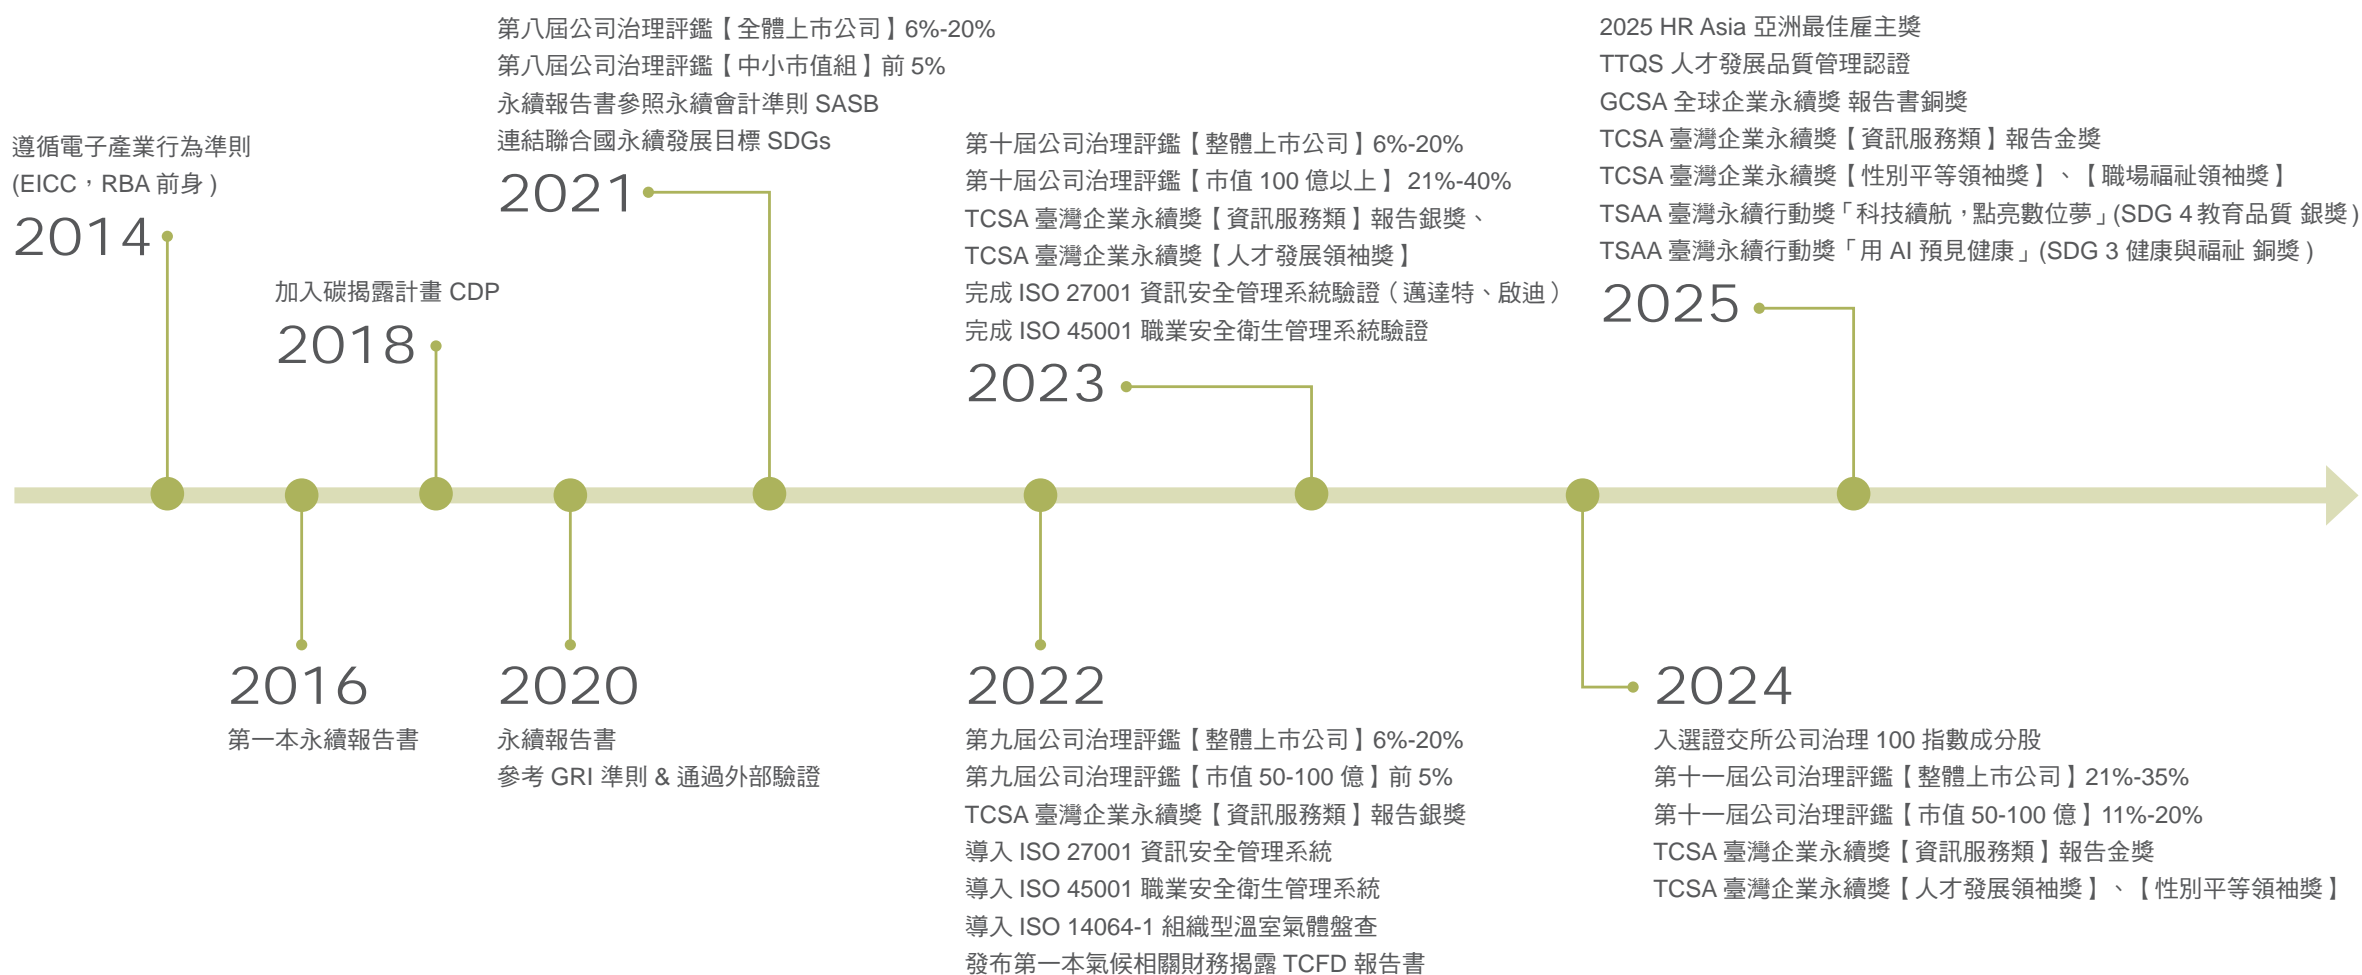 遵循電子產業行為準則
(EICC，RBA 前身 )
2014
第一本永續報告書
2016
加入碳揭露計畫 CDP
2018
2020
永續報告書
參考 GRI 準則 & 通過外部驗證
第八屆公司治理評鑑【全體上市公司】6%-20%
第八屆公司治理評鑑【中小市值組】前 5%
永續報告書參照永續會計準則 SASB
連結聯合國永續發展目標 SDGs
2021
2022
第九屆公司治理評鑑【整體上市公司】6%-20%
第九屆公司治理評鑑【市值 50-100 億】前 5%
TCSA 臺灣企業永續獎【資訊服務類】報告銀獎
導入 ISO 27001 資訊安全管理系統
導入 ISO 45001 職業安全衛生管理系統
導入 ISO 14064-1 組織型溫室氣體盤查
發布第一本氣候相關財務揭露 TCFD 報告書
第十屆公司治理評鑑【整體上市公司】6%-20%
第十屆公司治理評鑑【市值 100 億以上】 21%-40%
TCSA 臺灣企業永續獎【資訊服務類】報告銀獎、
TCSA 臺灣企業永續獎【人才發展領袖獎】
完成 ISO 27001 資訊安全管理系統驗證（邁達特、啟迪）
完成 ISO 45001 職業安全衛生管理系統驗證
2023
2024
入選證交所公司治理 100 指數成分股
第十一屆公司治理評鑑【整體上市公司】21%-35%
第十一屆公司治理評鑑【市值 50-100 億】11%-20%
TCSA 臺灣企業永續獎【資訊服務類】報告金獎
TCSA 臺灣企業永續獎【人才發展領袖獎】、【性別平等領袖獎】
2025 HR Asia 亞洲最佳雇主獎
TTQS 人才發展品質管理認證
GCSA 全球企業永續獎 報告書銅獎
TCSA 臺灣企業永續獎【資訊服務類】報告金獎
TCSA 臺灣企業永續獎【性別平等領袖獎】、【職場福祉領袖獎】
TSAA 臺灣永續行動獎「科技續航，點亮數位夢」(SDG 4 教育品質 銀獎 )
TSAA 臺灣永續行動獎「用 AI 預見健康」(SDG 3 健康與福祉 銅獎 )
2025